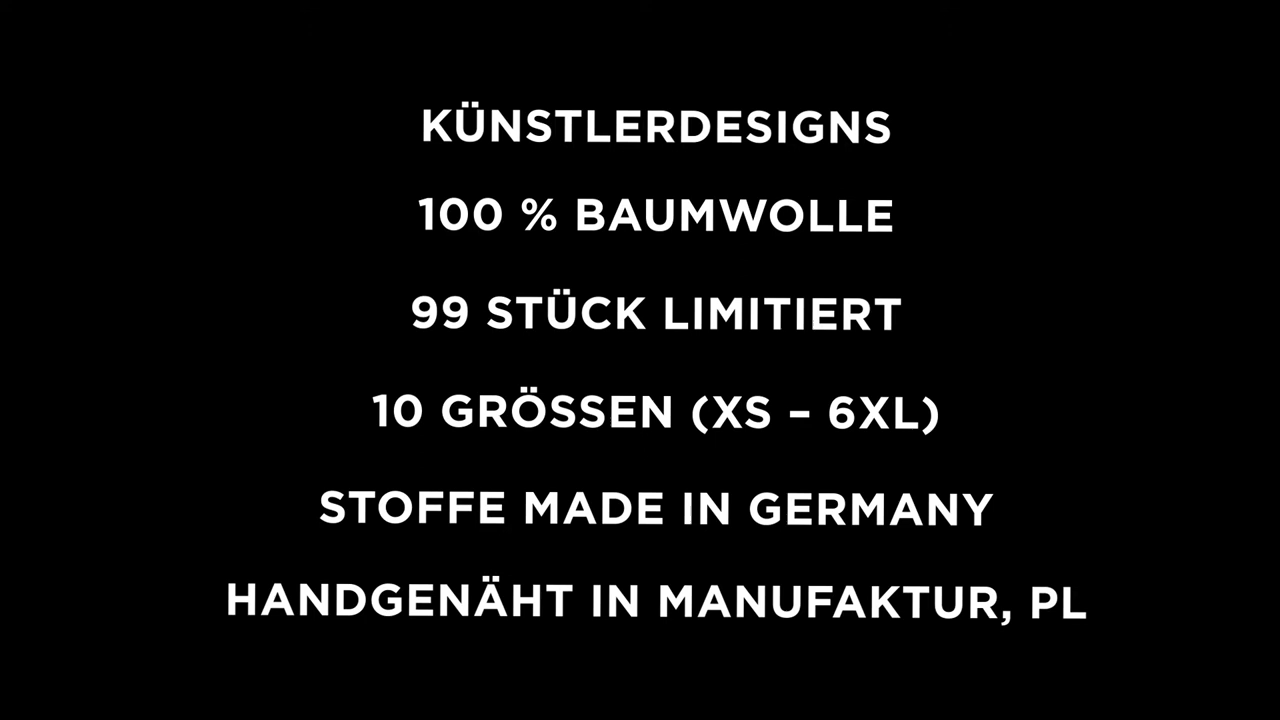 KÜNSTLERDESIGNS
100 % BAUMWOLLE
99 STÜCK LIMITIERT
10 GRÖSSEN (XS – 6XL)
STOFFE MADE IN GERMANY
HANDGENÄHT IN MANUFAKTUR, PL